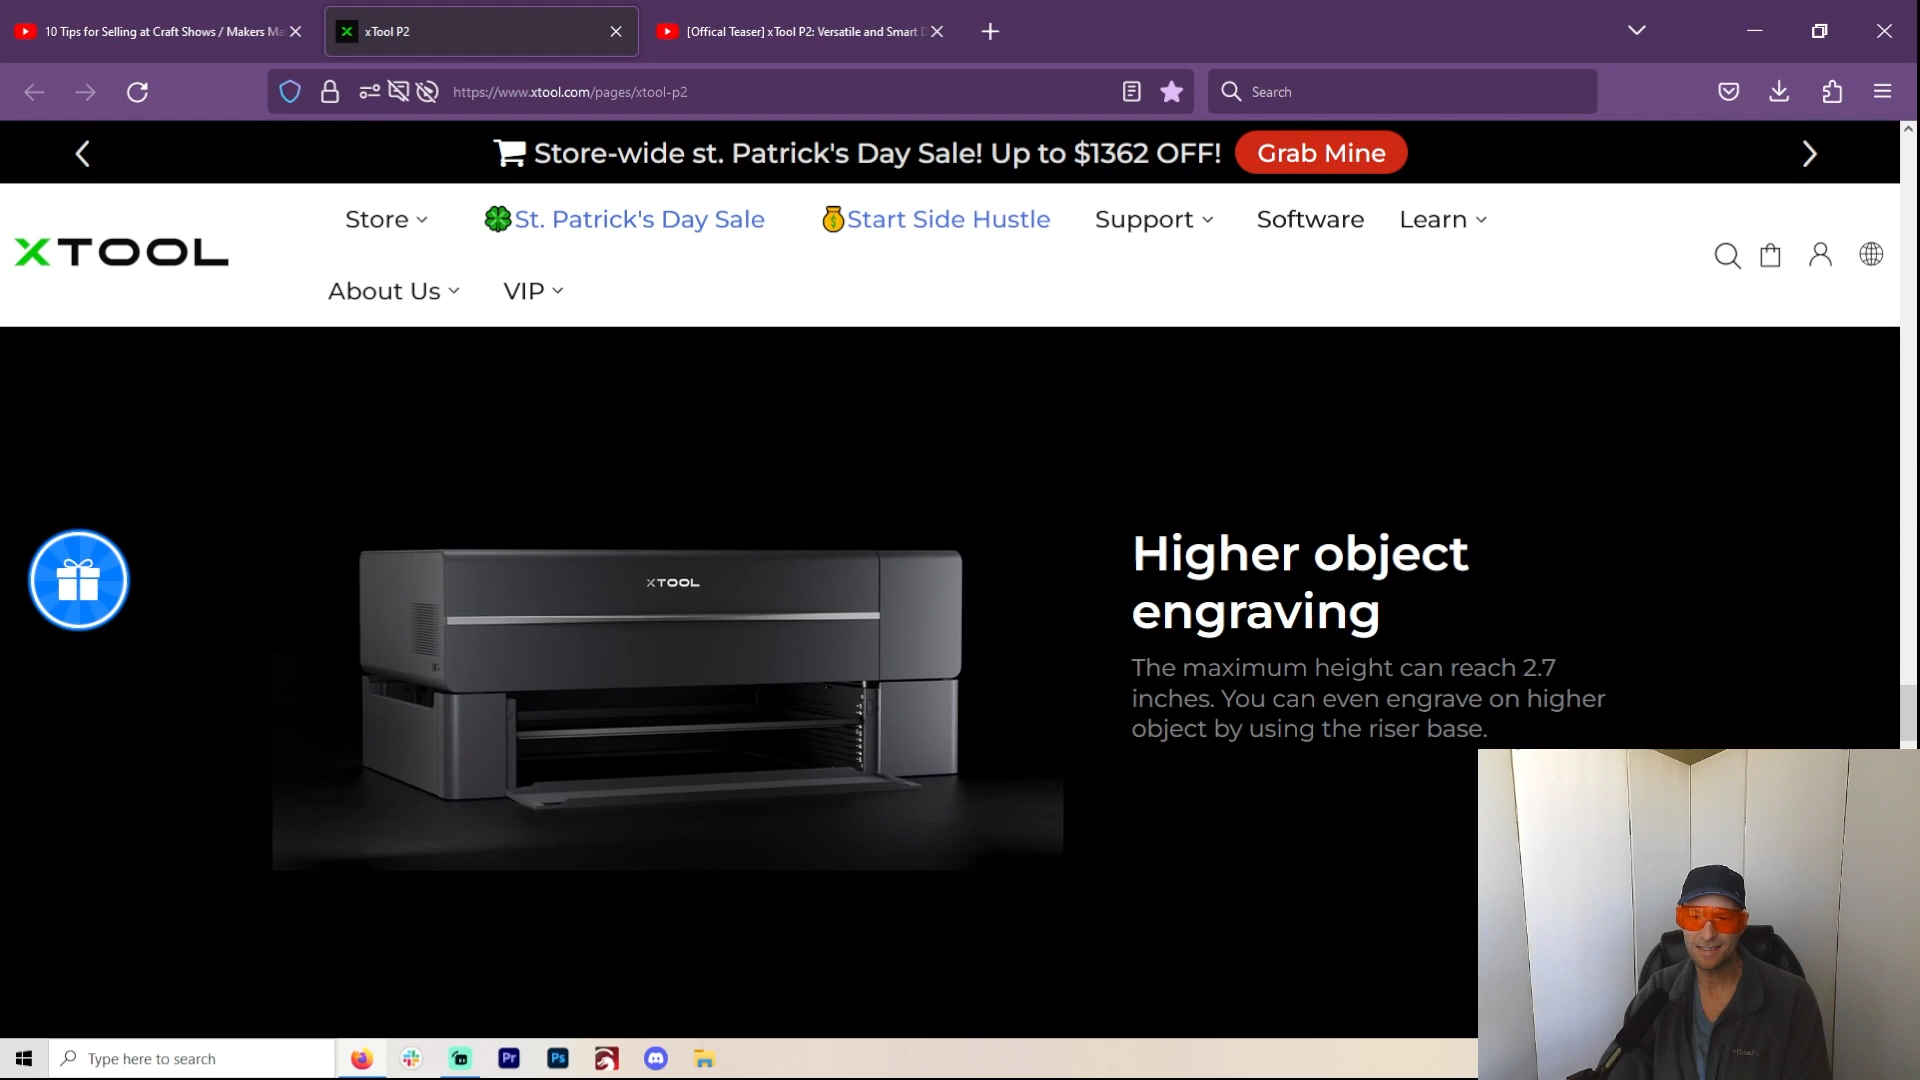 10 Tips for Selling at Craft Shows / Makers Ma
xTool P2
[Offical Teaser] xTool P2: Versatile and Smart D
https://www.xtool.com/pages/xtool-p2
Search
Store-wide st. Patrick's Day Sale! Up to $1362 OFF!
Grab Mine
XTOOL
Store
St. Patrick's Day Sale
Start Side Hustle
Support
Software
Learn
About Us
VIP
XTOOL
Higher object
engraving
The maximum height can reach 2.7
inches. You can even engrave on higher
object by using the riser base.
Type here to search
Pr
Ps